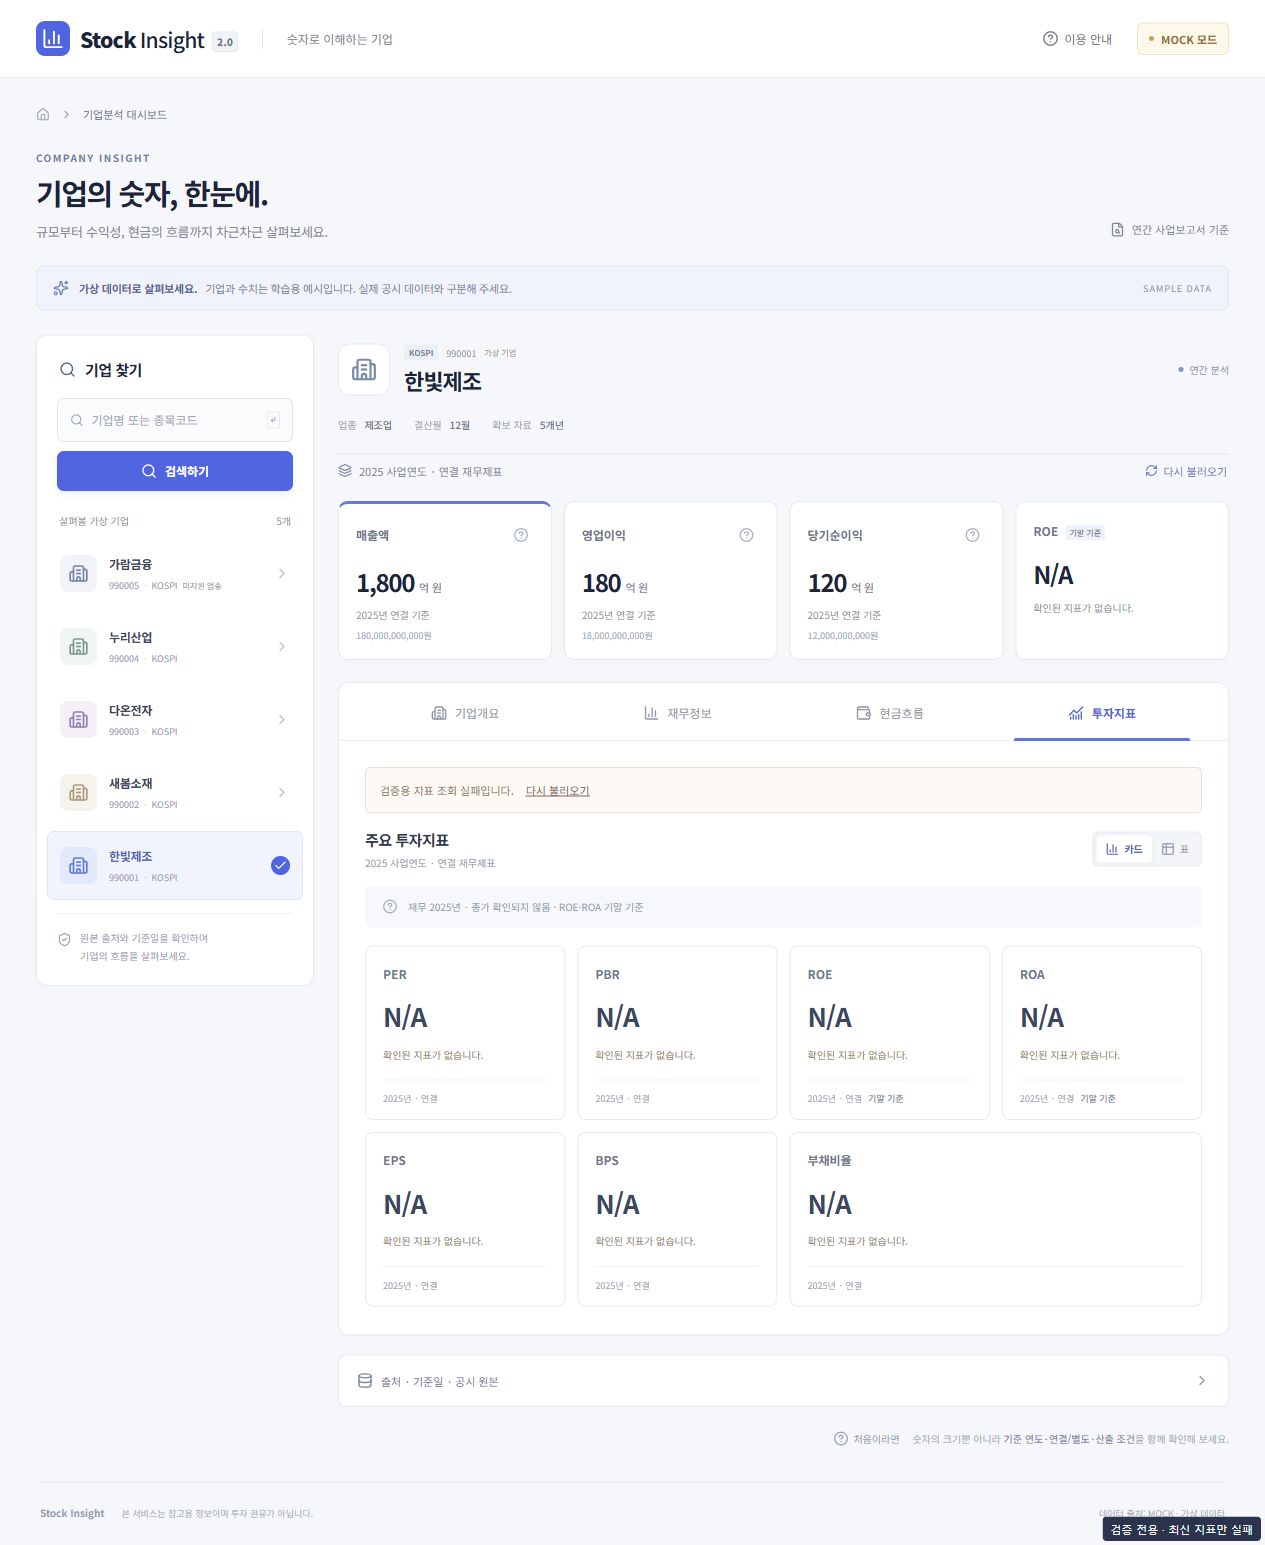 Stock Insight 2.0
숫자로 이해하는 기업
이용 안내
MOCK 모드
기업분석 대시보드
COMPANY INSIGHT
기업의 숫자, 한눈에.
규모부터 수익성, 현금의 흐름까지 차근차근 살펴보세요.
연간 사업보고서 기준
가상 데이터로 살펴보세요. 기업과 수치는 학습용 예시입니다. 실제 공시 데이터와 구분해 주세요.
SAMPLE DATA
기업 찾기
기업명 또는 종목코드
검색하기
살펴볼 가상 기업 5개
가람금융
990005 · KOSPI 미지원 업종
누리산업
990004 · KOSPI
다온전자
990003 · KOSPI
새봄소재
990002 · KOSPI
한빛제조
990001 · KOSPI
원본 출처와 기준일을 확인하며
기업의 흐름을 살펴보세요.
KOSPI 990001 가상 기업
한빛제조
연간 분석
업종 제조업 결산월 12월 확보 자료 5개년
2025 사업연도 · 연결 재무제표
다시 불러오기
매출액
1,800 억 원
2025년 연결 기준
180,000,000,000원
영업이익
180 억 원
2025년 연결 기준
18,000,000,000원
당기순이익
120 억 원
2025년 연결 기준
12,000,000,000원
ROE 기말 기준
N/A
확인된 지표가 없습니다.
기업개요 재무정보 현금흐름 투자지표
검증용 지표 조회 실패입니다. 다시 불러오기
주요 투자지표
2025 사업연도 · 연결 재무제표
카드 표
재무 2025년 · 종가 확인되지 않음 · ROE·ROA 기말 기준
PER
N/A
확인된 지표가 없습니다.
2025년 · 연결
PBR
N/A
확인된 지표가 없습니다.
2025년 · 연결
ROE
N/A
확인된 지표가 없습니다.
2025년 · 연결 기말 기준
ROA
N/A
확인된 지표가 없습니다.
2025년 · 연결 기말 기준
EPS
N/A
확인된 지표가 없습니다.
2025년 · 연결
BPS
N/A
확인된 지표가 없습니다.
2025년 · 연결
부채비율
N/A
확인된 지표가 없습니다.
2025년 · 연결
출처 · 기준일 · 공시 원본
처음이라면 숫자의 크기뿐 아니라 기준 연도·연결/별도·산출 조건을 함께 확인해 보세요.
Stock Insight 본 서비스는 참고용 정보이며 투자 권유가 아닙니다.
데이터 출처: MOCK · 가상 데이터
검증 전용 · 최신 지표만 실패